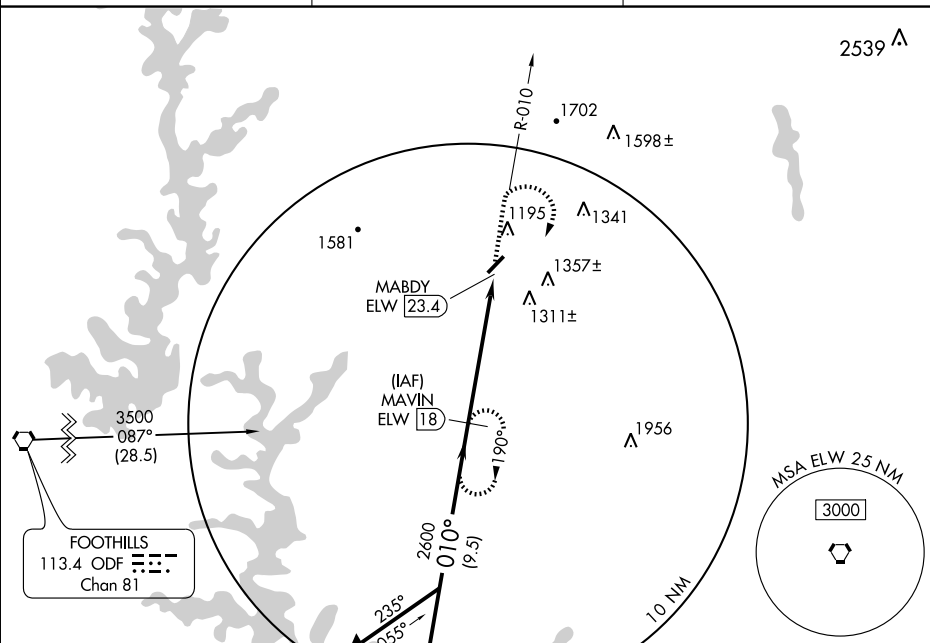 2539
R-010
1702
1598±
1195
1341
1581
1357±
MABDY
ELW 23.4
1311±
(IAF)
MAVIN
ELW 18
3500
087°
(28.5)
190°
1956
MSA ELW 25 NM
3000
FOOTHILLS
113.4 ODF
Chan 81
2600
010°
(9.5)
10 NM
235°
055°